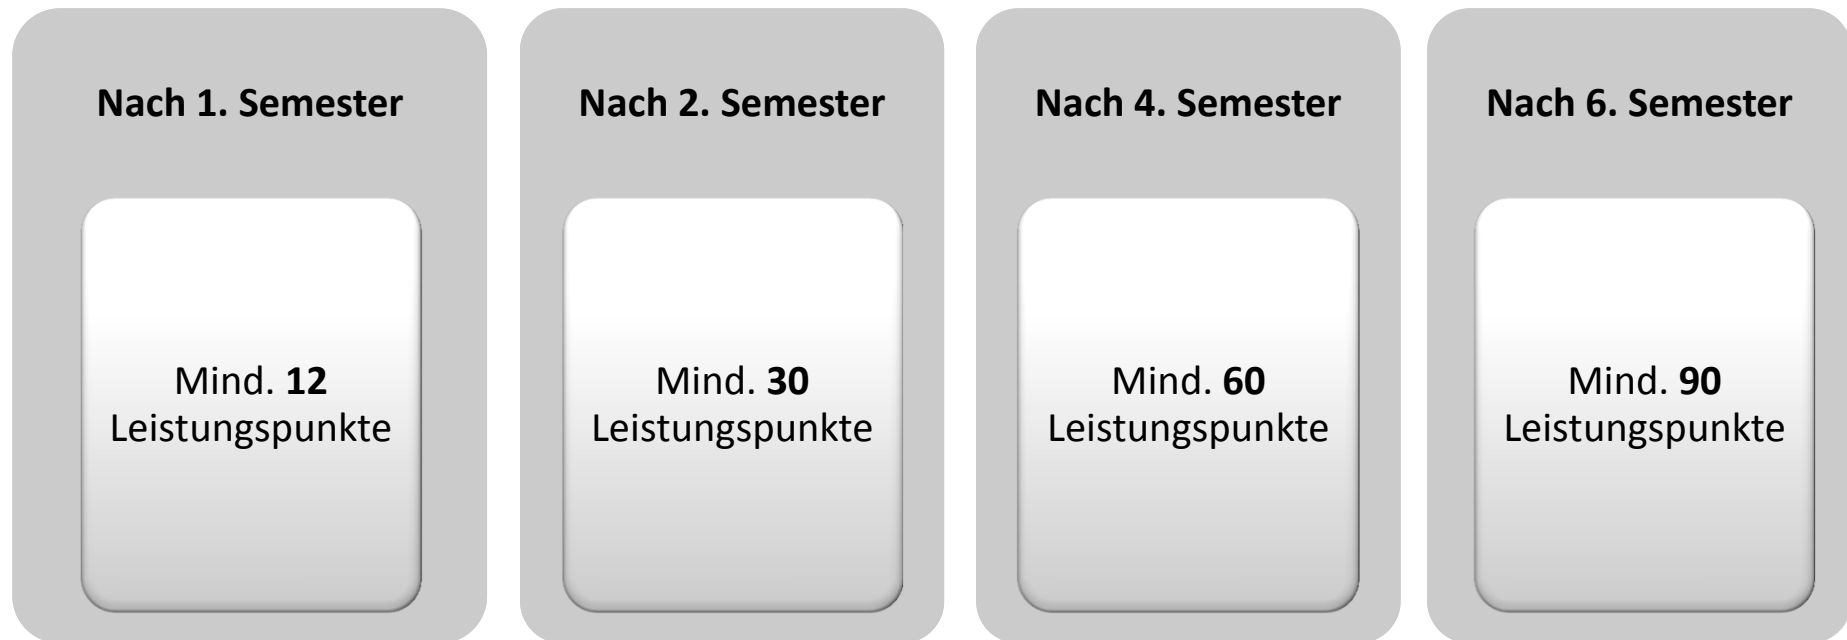 Nach 1. Semester
Mind. 12
Leistungspunkte
Nach 2. Semester
Mind. 30
Leistungspunkte
Nach 4. Semester
Mind. 60
Leistungspunkte
Nach 6. Semester
Mind. 90
Leistungspunkte